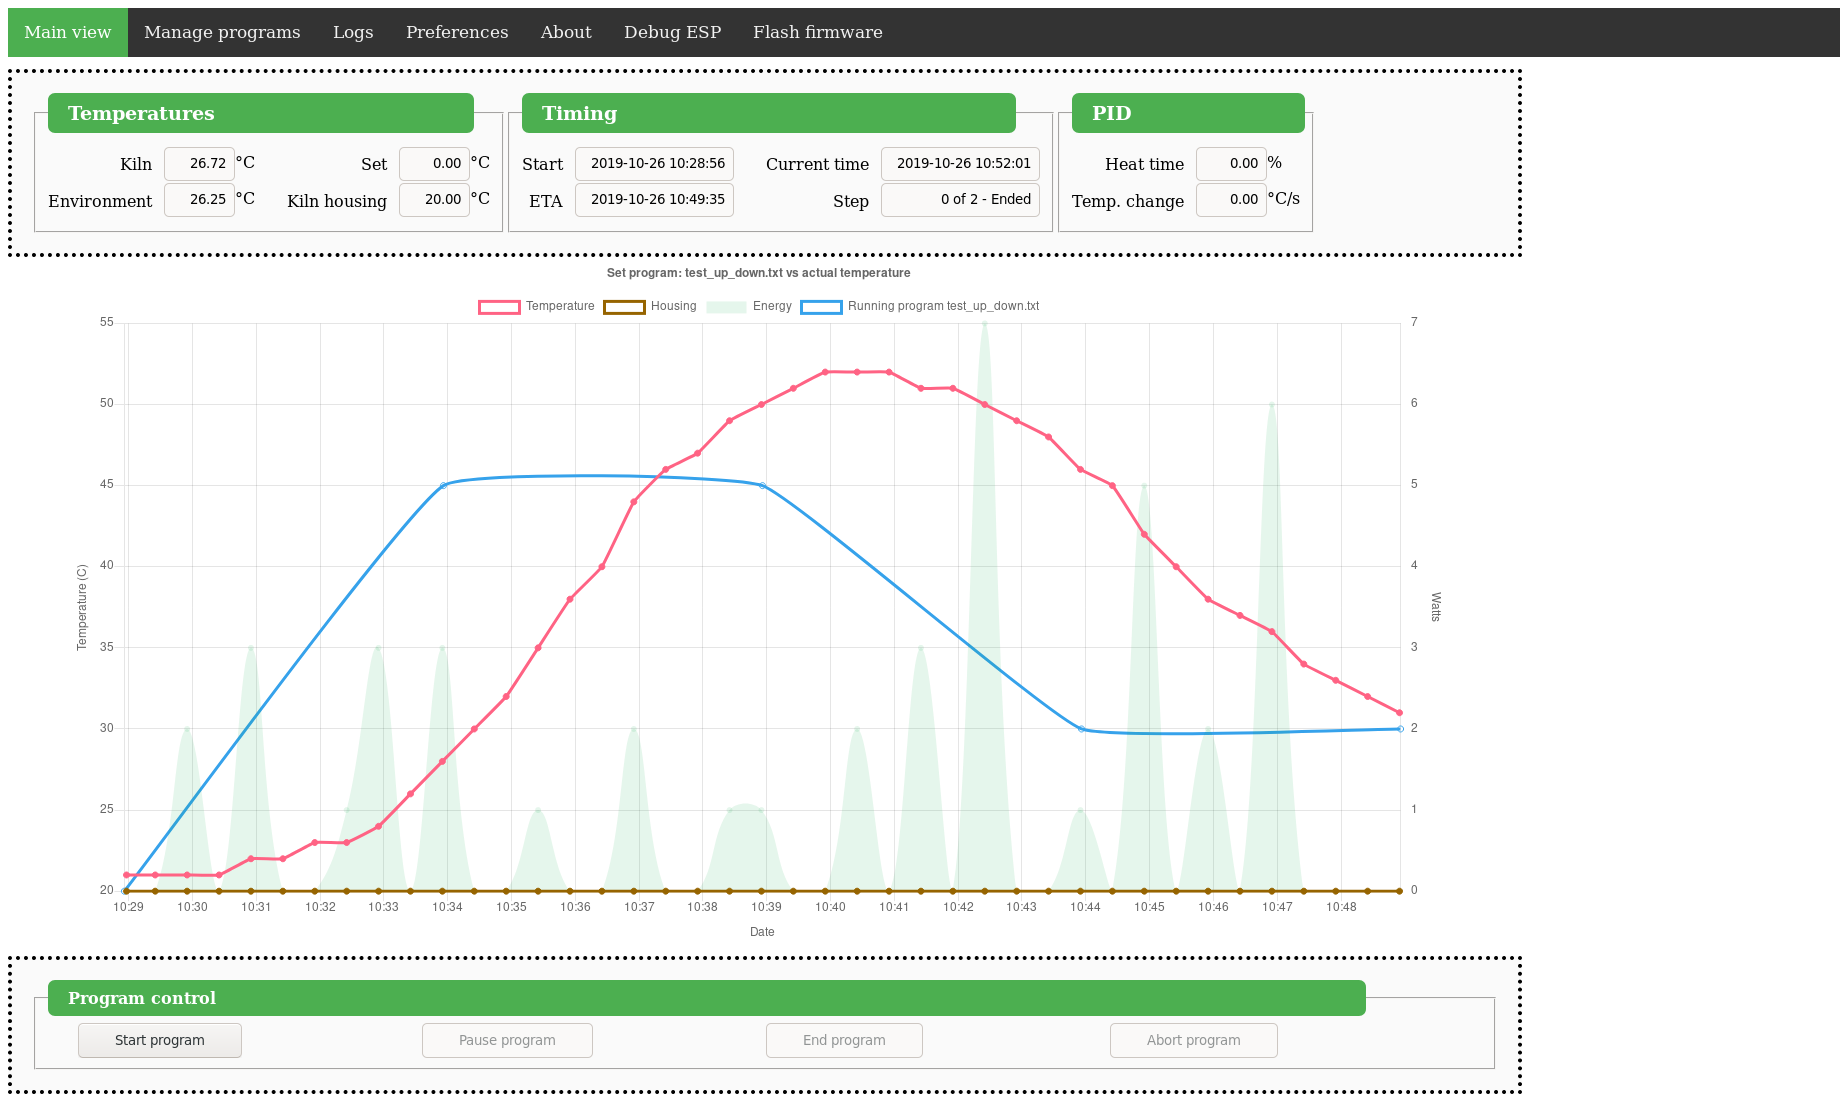 Main view Manage programs Logs Preferences About Debug ESP Flash firmware
Temperatures
Kiln 26.72 °C Set 0.00 °C
Environment 26.25 °C Kiln housing 20.00 °C
Timing
Start 2019-10-26 10:28:56 Current time 2019-10-26 10:52:01
ETA 2019-10-26 10:49:35 Step 0 of 2 - Ended
PID
Heat time 0.00 %
Temp. change 0.00 °C/s
Set program: test_up_down.txt vs actual temperature
Temperature Housing Energy Running program test_up_down.txt
55 7
50 6
45 5
40 4
35 3
30 2
25 1
20 0
Temperature (C)
Watts
10:29 10:30 10:31 10:32 10:33 10:34 10:35 10:36 10:37 10:38 10:39 10:40 10:41 10:42 10:43 10:44 10:45 10:46 10:47 10:48
Date
Program control
Start program Pause program End program Abort program